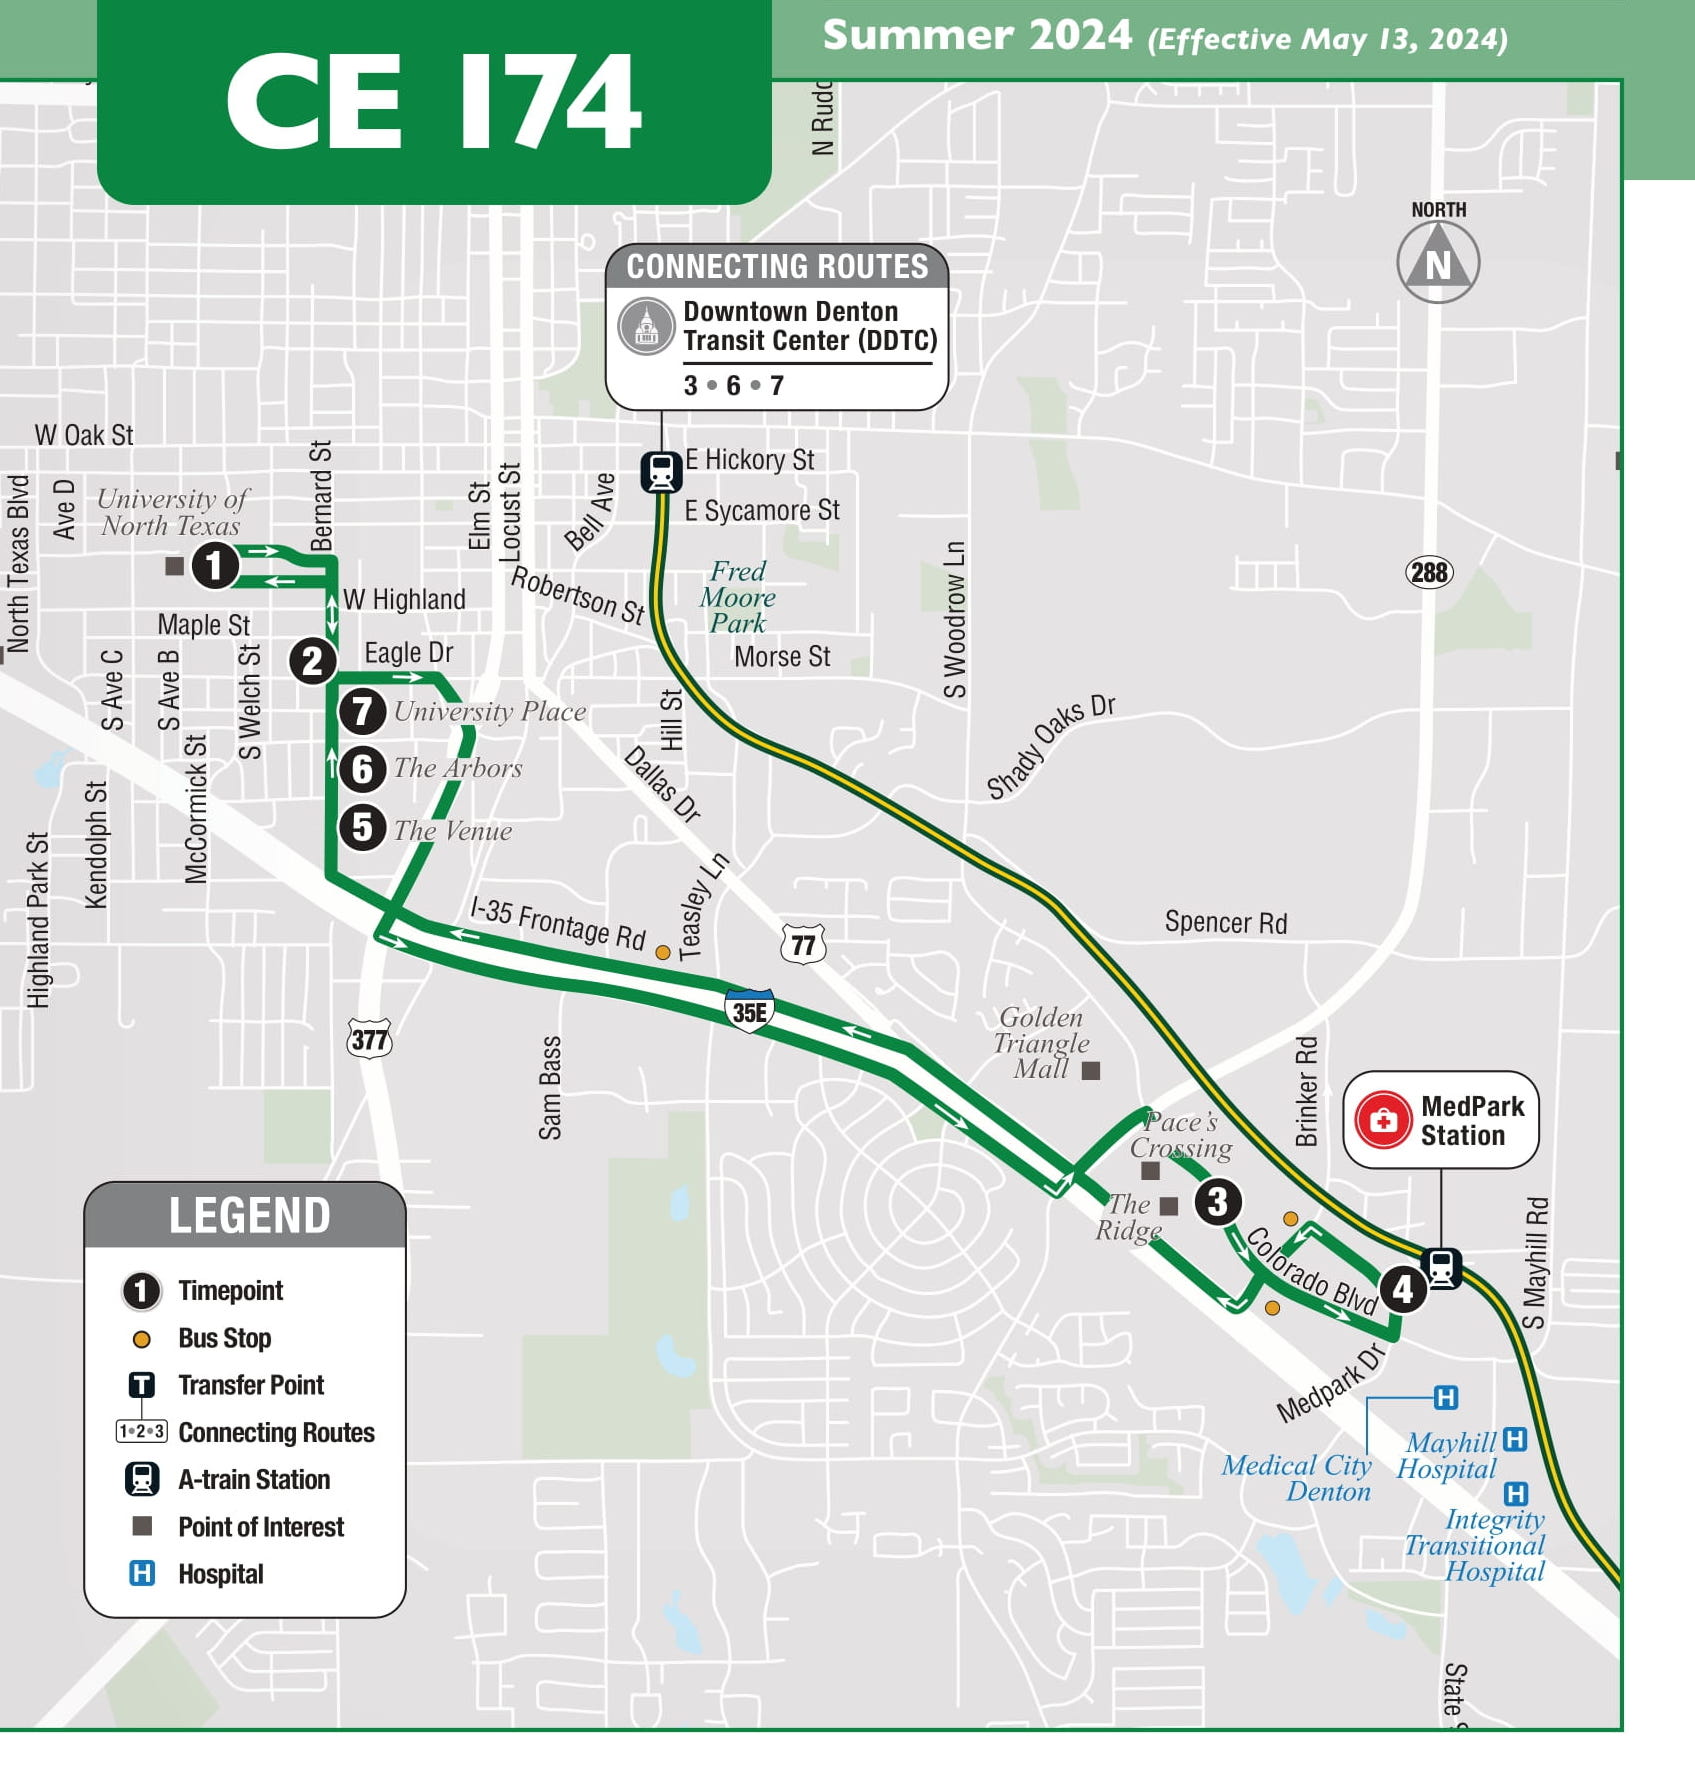 CE 174
Summer 2024 (Effective May 13, 2024)
NORTH
N
CONNECTING ROUTES
Downtown Denton
Transit Center (DDTC)
3 • 6 • 7
W Oak St
North Texas Blvd
Ave D
University of
North Texas
Bernard St
Elm St
Locust St
Bell Ave
E Hickory St
E Sycamore St
1
W Highland
Robertson St
Fred
Moore
Park
S Woodrow Ln
288
Maple St
2
Eagle Dr
Morse St
S Ave C
S Ave B
S Welch St
7 University Place
Hill St
Shady Oaks Dr
6 The Arbors
Dallas Dr
5 The Venue
McCormick St
Kendolph St
Highland Park St
I-35 Frontage Rd
Teasley Ln
77
Spencer Rd
35E
377
Sam Bass
Golden
Triangle
Mall
Brinker Rd
MedPark
Station
Pace's
Crossing
The
Ridge
3
Colorado Blvd
4
S Mayhill Rd
Medpark Dr
H
Medical City
Denton
Mayhill H
Hospital
H
Integrity
Transitional
Hospital
LEGEND
1 Timepoint
Bus Stop
T Transfer Point
1•2•3 Connecting Routes
A-train Station
Point of Interest
H Hospital
State